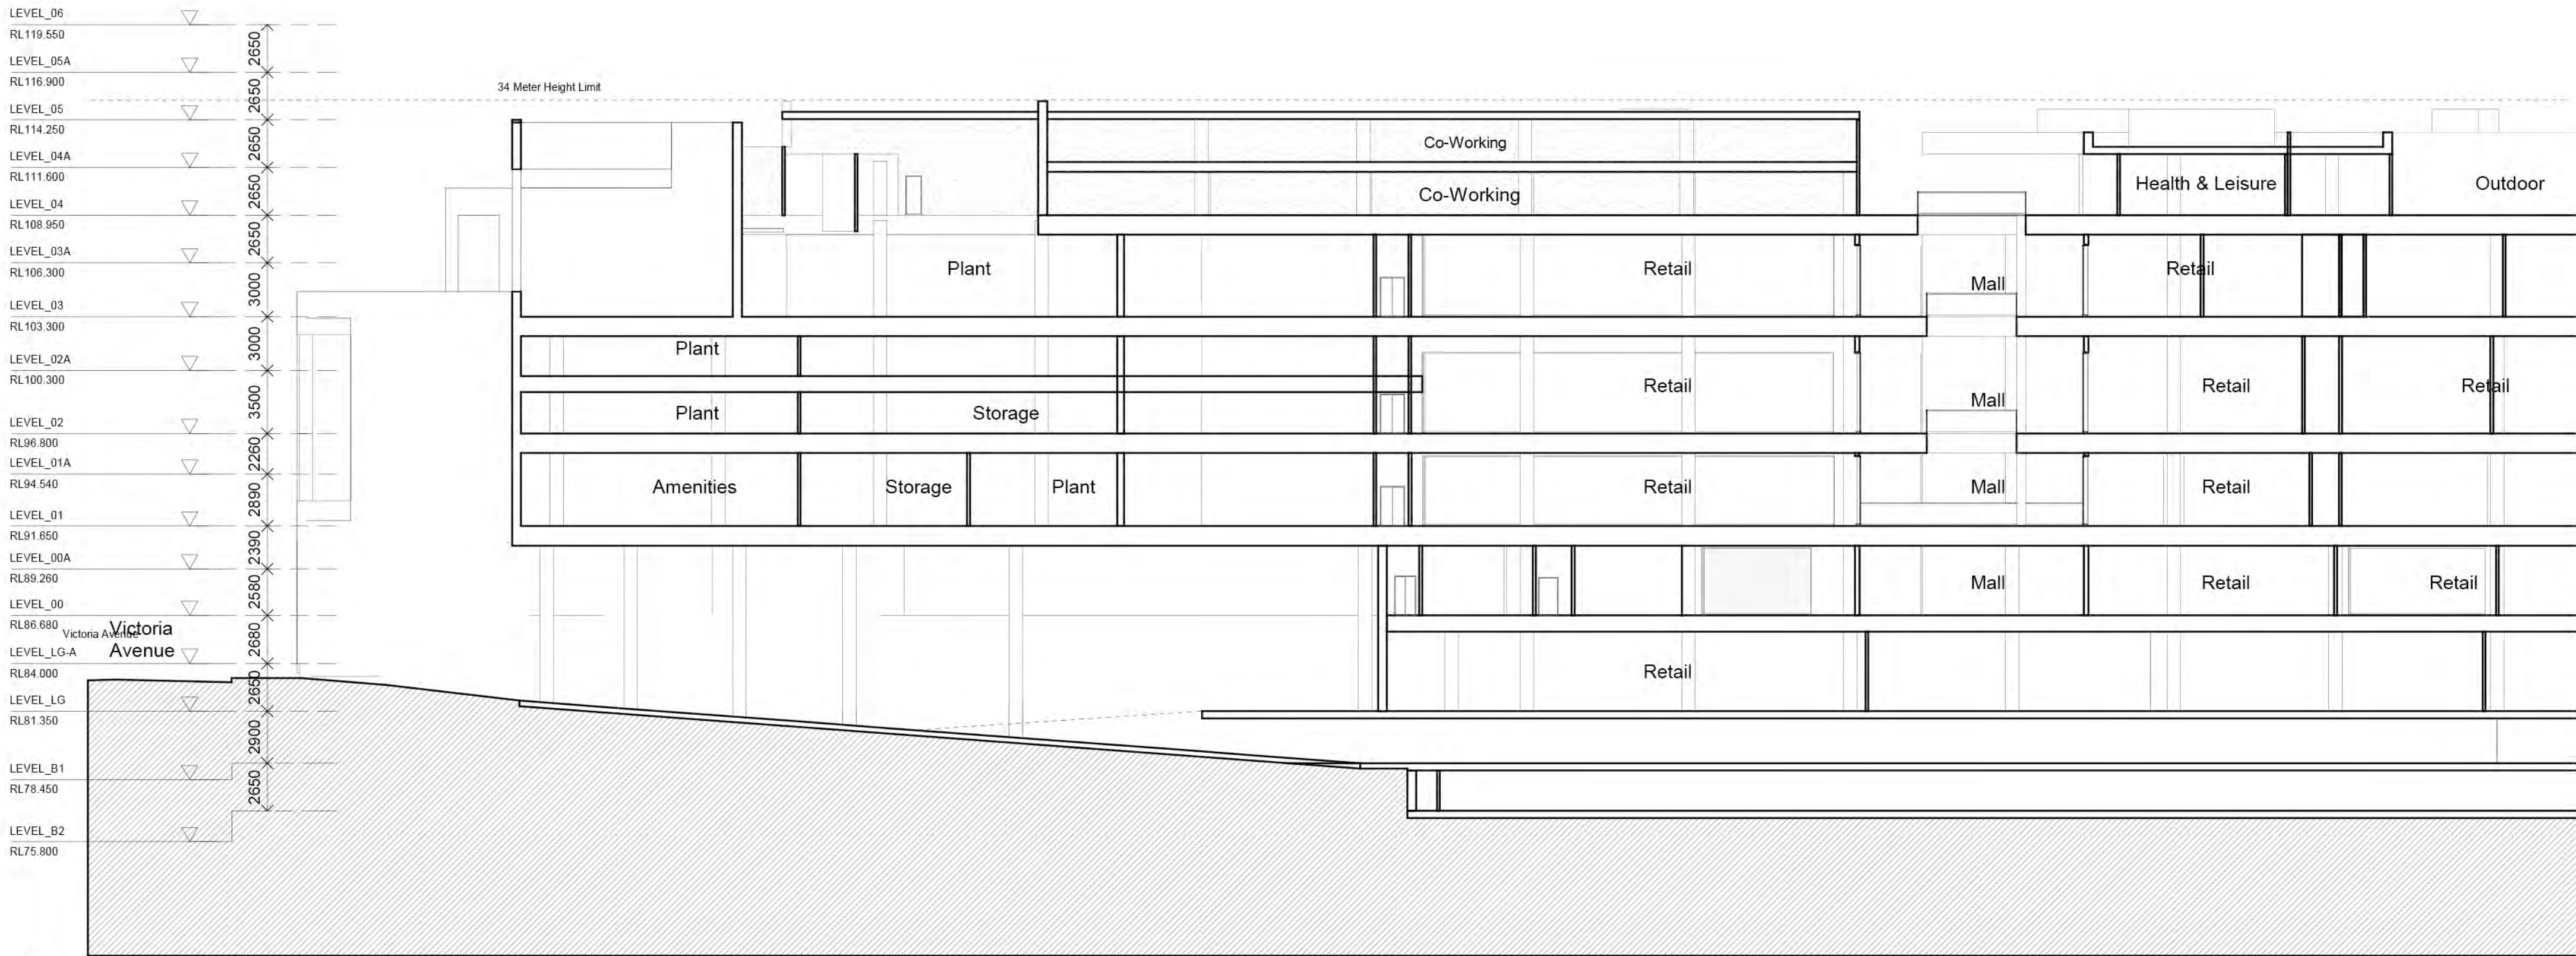 LEVEL_06
RL119.550
2650
LEVEL_05A
RL116.900
2650
34 Meter Height Limit
LEVEL_05
RL114.250
2650
Co-Working
LEVEL_04A
RL111.600
2650
Co-Working
Health & Leisure
Outdoor
LEVEL_04
RL108.950
2650
LEVEL_03A
RL106.300
Plant
Retail
Mall
Retail
3000
LEVEL_03
RL103.300
3000
Plant
LEVEL_02A
RL100.300
Retail
Mall
Retail
Retail
3500
Plant
Storage
LEVEL_02
RL96.800
2260
LEVEL_01A
RL94.540
2890
Amenities
Storage
Plant
Retail
Mall
Retail
LEVEL_01
RL91.650
2390
LEVEL_00A
RL89.260
2580
Mall
Retail
Retail
LEVEL_00
RL86.680
2680
Victoria Avenue
Victoria
Avenue
LEVEL_LG-A
RL84.000
2650
Retail
LEVEL_LG
RL81.350
2900
LEVEL_B1
RL78.450
2650
LEVEL_B2
RL75.800